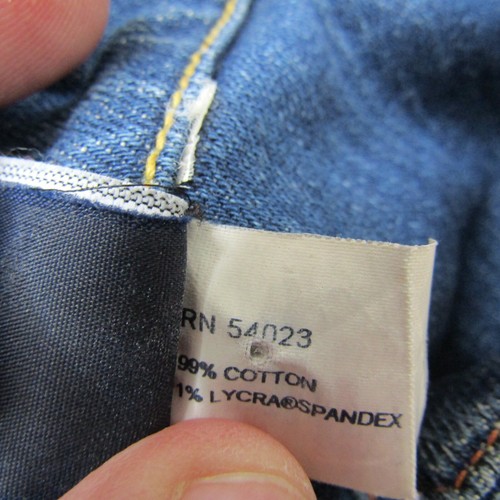 RN 54023
99% COTTON
1% LYCRA®SPANDEX